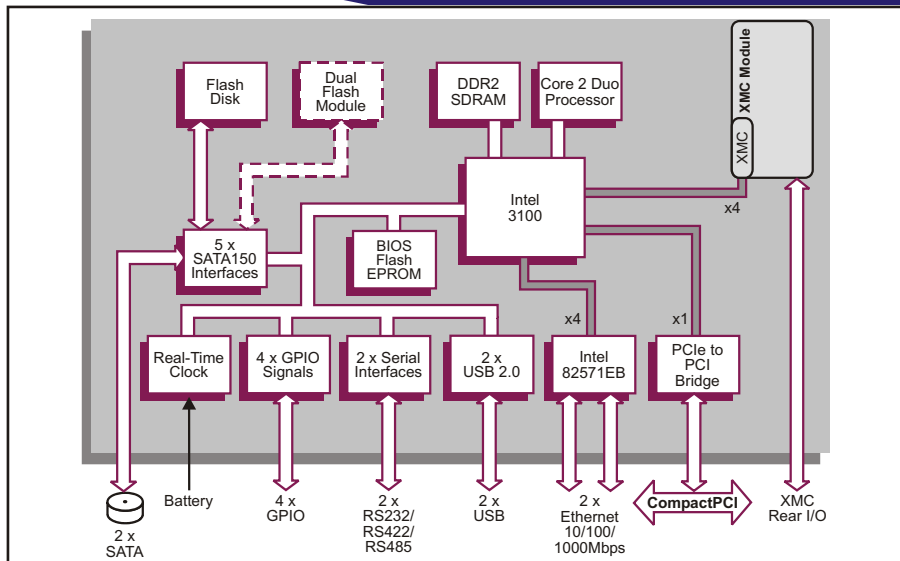 Flash
Disk
Dual
Flash
Module
DDR2
SDRAM
Core 2 Duo
Processor
XMC Module
XMC
Intel
3100
x4
5 x
SATA150
Interfaces
BIOS
Flash
EPROM
x4
x1
Real-Time
Clock
4 x GPIO
Signals
2 x Serial
Interfaces
2 x
USB 2.0
Intel
82571EB
PCIe to
PCI
Bridge
2 x
SATA
Battery
4 x
GPIO
2 x
RS232/
RS422/
RS485
2 x
USB
2 x
Ethernet
10/100/
1000Mbps
CompactPCI
XMC
Rear I/O